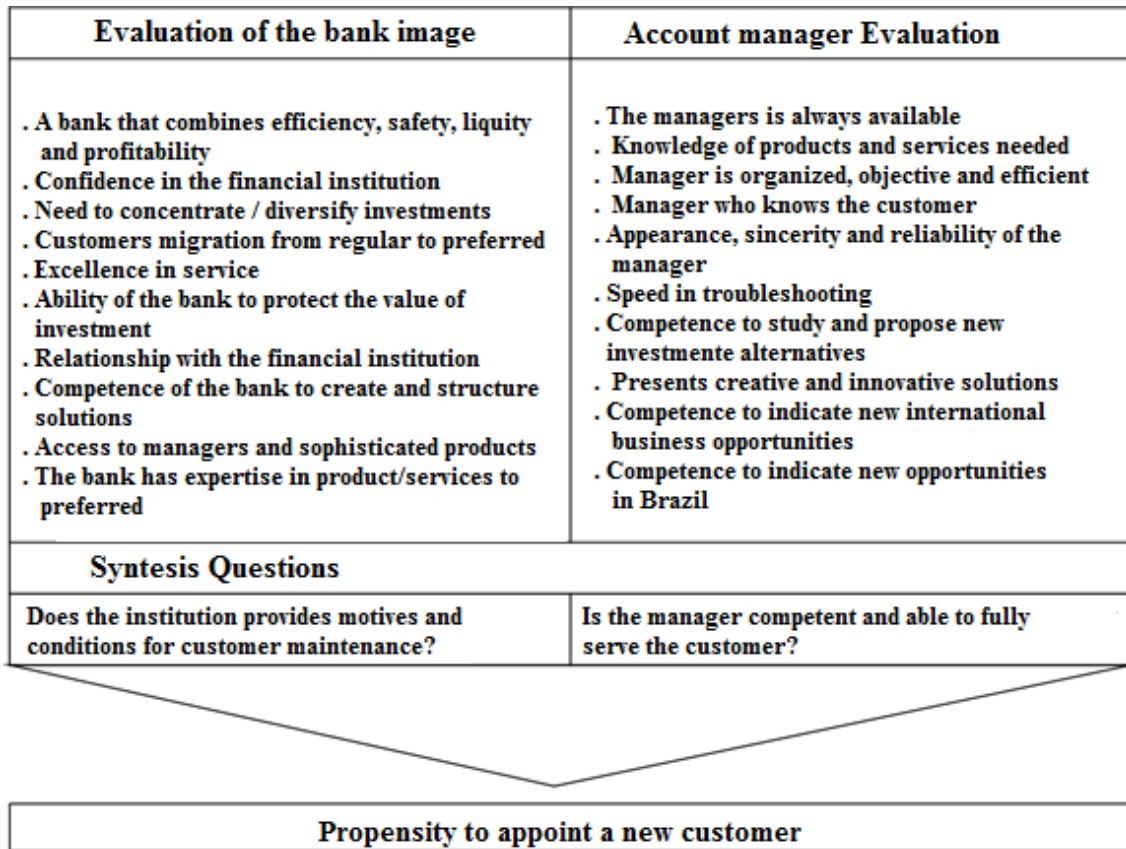 Evaluation of the bank image
. A bank that combines efficiency, safety, liquity
and profitability
. Confidence in the financial institution
. Need to concentrate / diversify investments
. Customers migration from regular to preferred
. Excellence in service
. Ability of the bank to protect the value of
investment
. Relationship with the financial institution
. Competence of the bank to create and structure
solutions
. Access to managers and sophisticated products
. The bank has expertise in product/services to
preferred
Account manager Evaluation
. The managers is always available
. Knowledge of products and services needed
. Manager is organized, objective and efficient
. Manager who knows the customer
. Appearance, sincerity and reliability of the
manager
. Speed in troubleshooting
. Competence to study and propose new
investmente alternatives
. Presents creative and innovative solutions
. Competence to indicate new international
business opportunities
. Competence to indicate new opportunities
in Brazil
Syntesis Questions
Does the institution provides motives and
conditions for customer maintenance?
Is the manager competent and able to fully
serve the customer?
Propensity to appoint a new customer